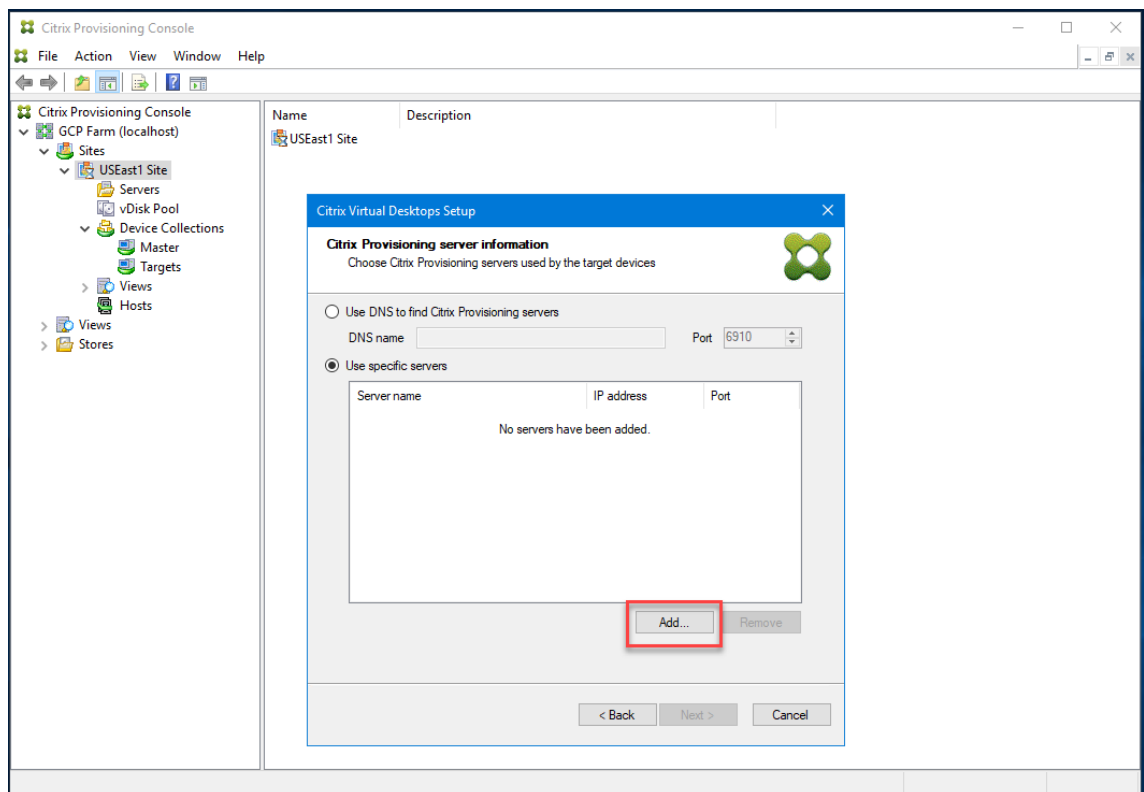 Citrix Provisioning Console
File Action View Window Help
Citrix Provisioning Console
GCP Farm (localhost)
Sites
USEast1 Site
Servers
vDisk Pool
Device Collections
Master
Targets
Views
Hosts
Views
Stores
Name Description
USEast1 Site
Citrix Virtual Desktops Setup
Citrix Provisioning server information
Choose Citrix Provisioning servers used by the target devices
Use DNS to find Citrix Provisioning servers
DNS name Port 6910
Use specific servers
Server name IP address Port
No servers have been added.
Add... Remove
< Back Next > Cancel